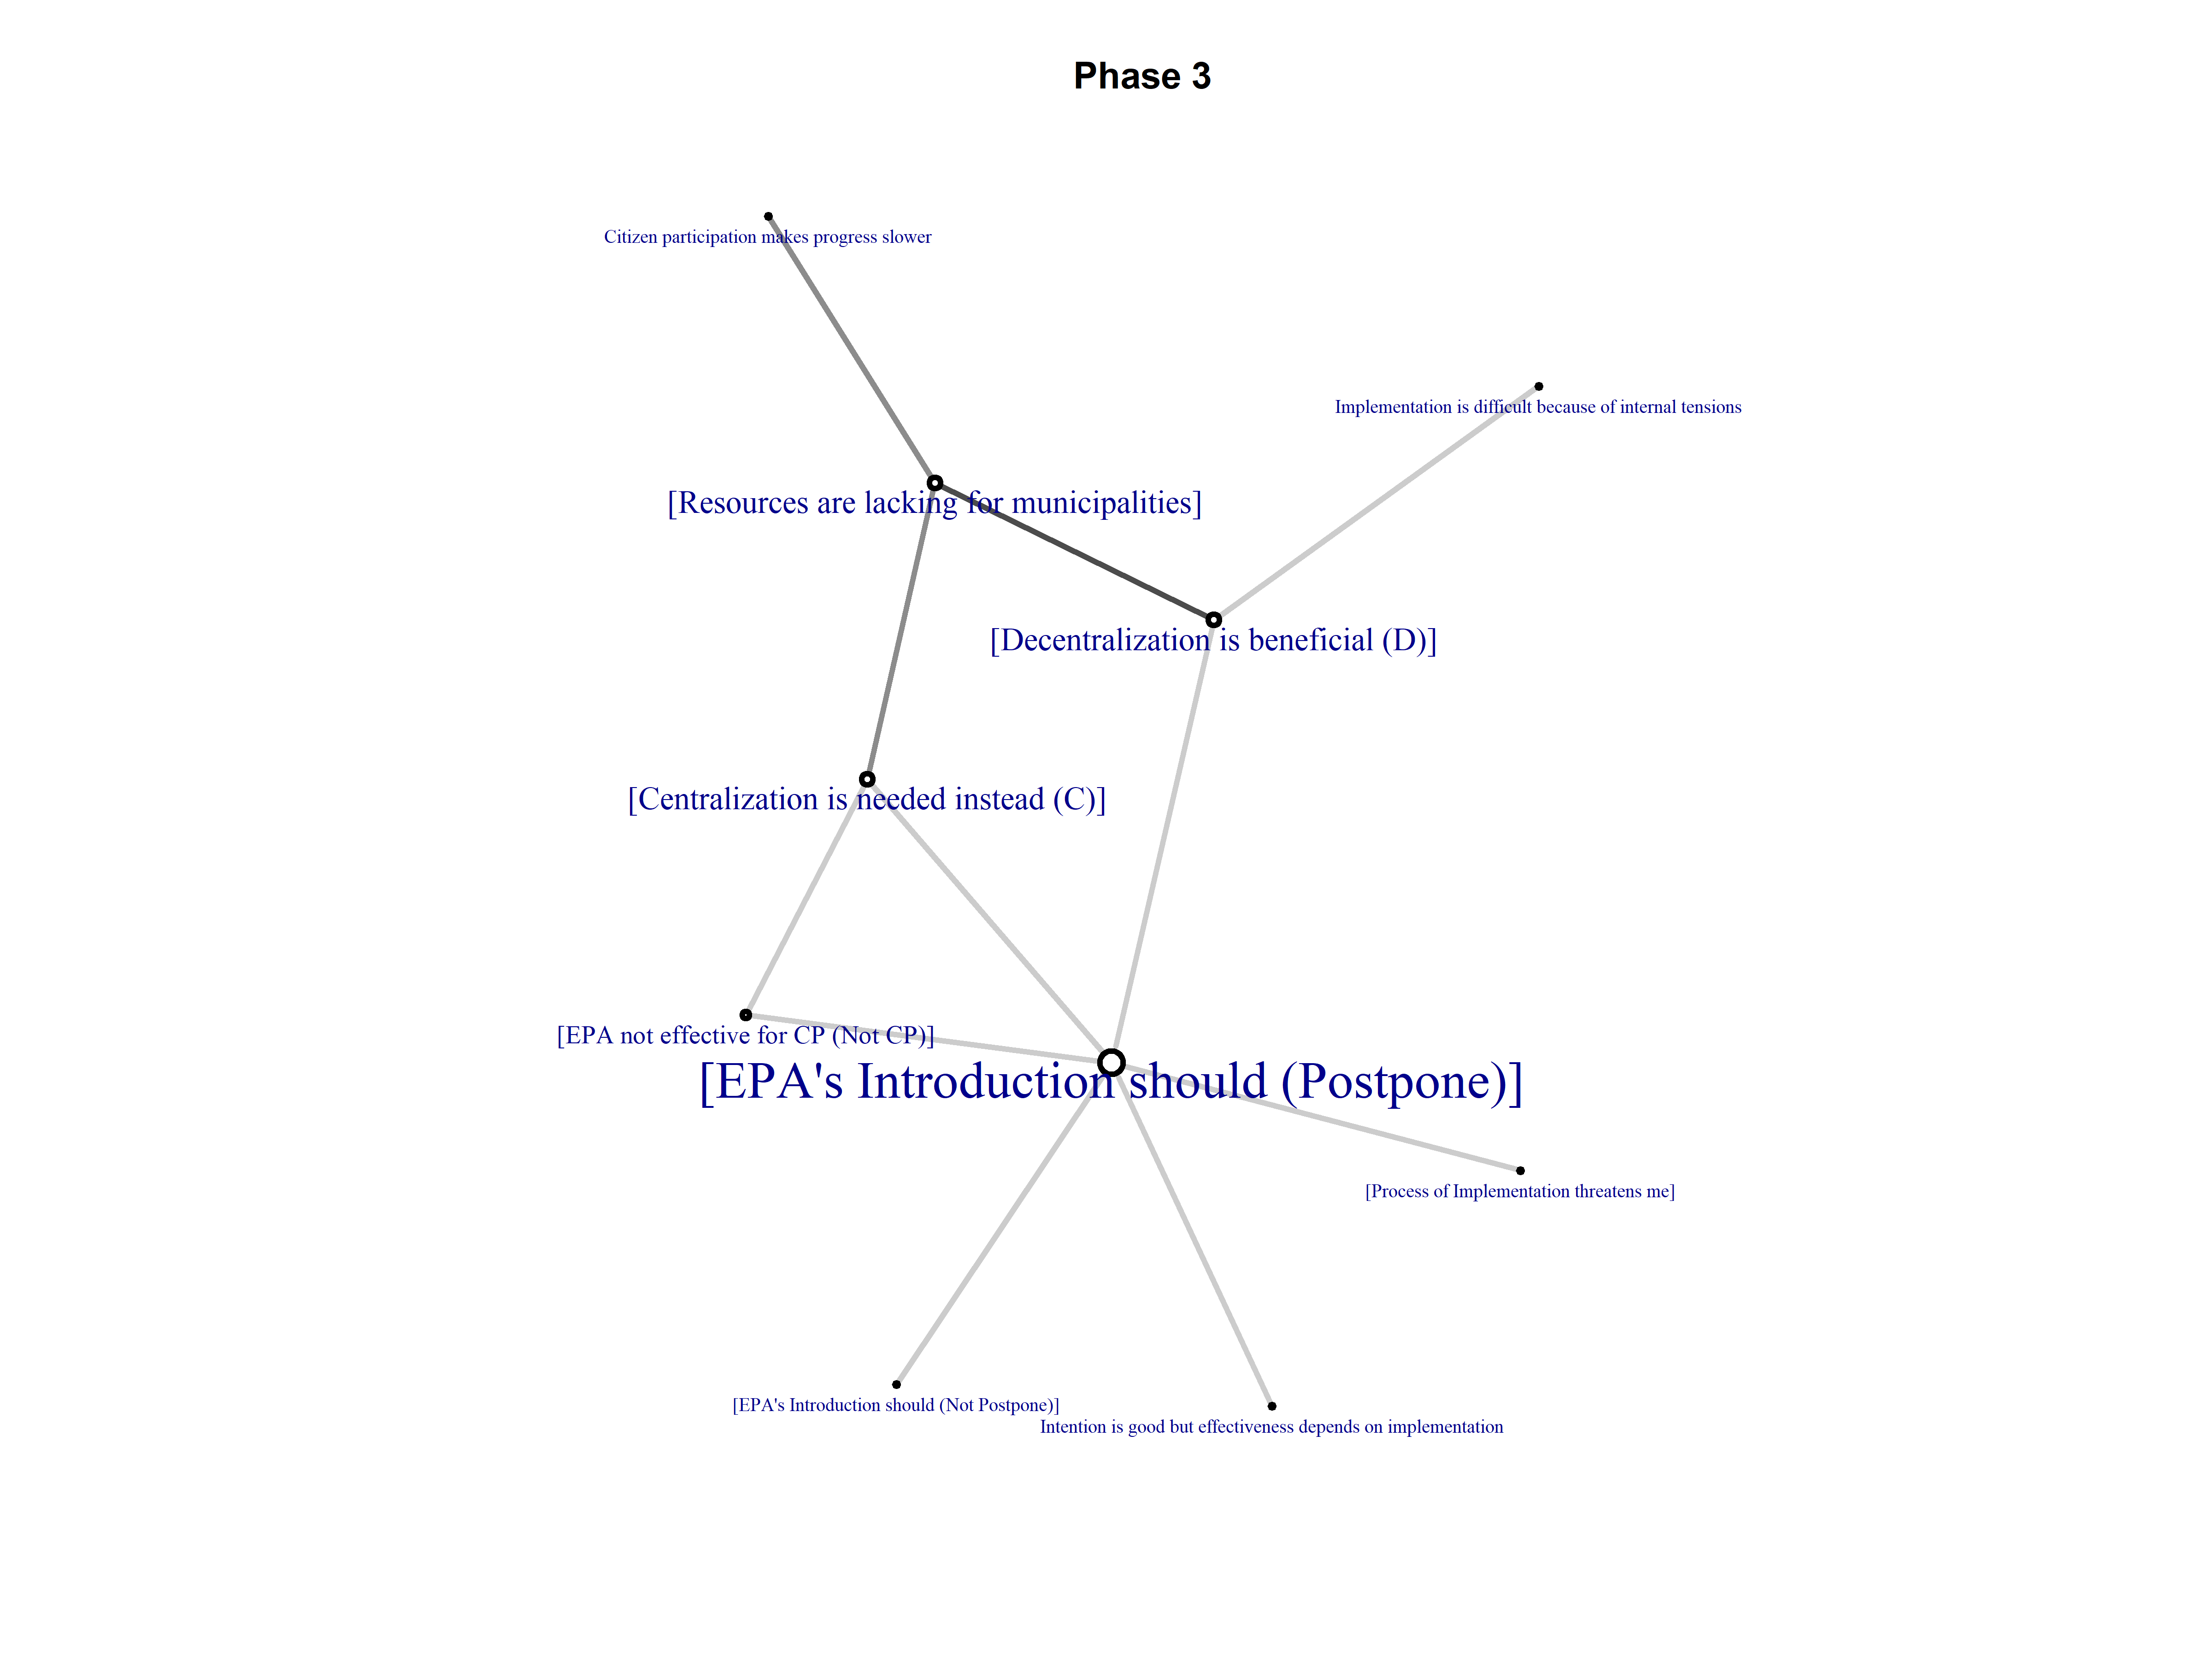 Phase 3
Citizen participation makes progress slower
Implementation is difficult because of internal tensions
[Resources are lacking for municipalities]
[Decentralization is beneficial (D)]
[Centralization is needed instead (C)]
[EPA not effective for CP (Not CP)]
[EPA's Introduction should (Postpone)]
[Process of Implementation threatens me]
[EPA's Introduction should (Not Postpone)]
Intention is good but effectiveness depends on implementation